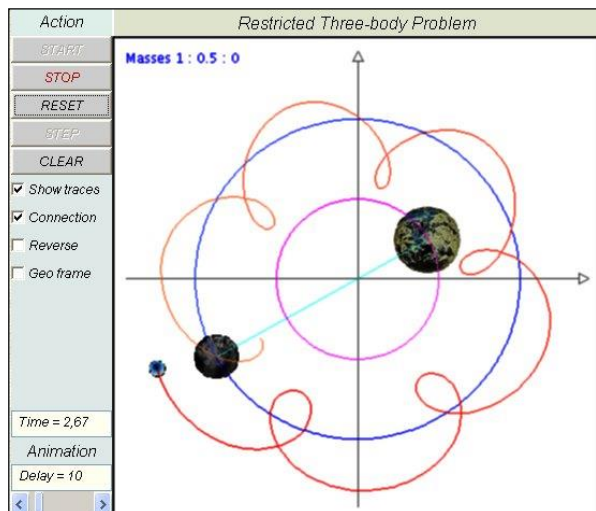 Action
Restricted Three-body Problem
START
STOP
RESET
STEP
CLEAR
Show traces
Connection
Reverse
Geo frame
Time = 2,67
Animation
Delay = 10
Masses 1 : 0.5 : 0